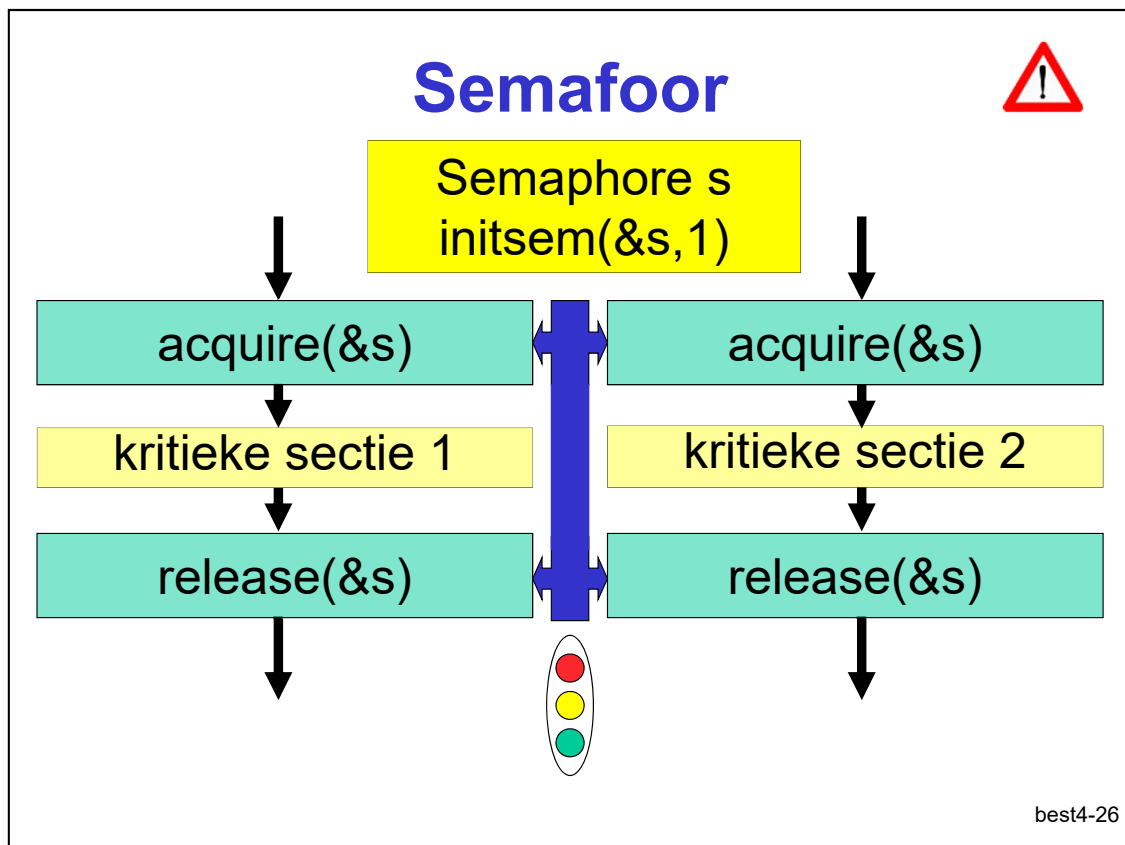 Semafoor
!
Semaphore s
initsem(&s,1)
acquire(&s)
acquire(&s)
kritieke sectie 1
kritieke sectie 2
release(&s)
release(&s)
best4-26